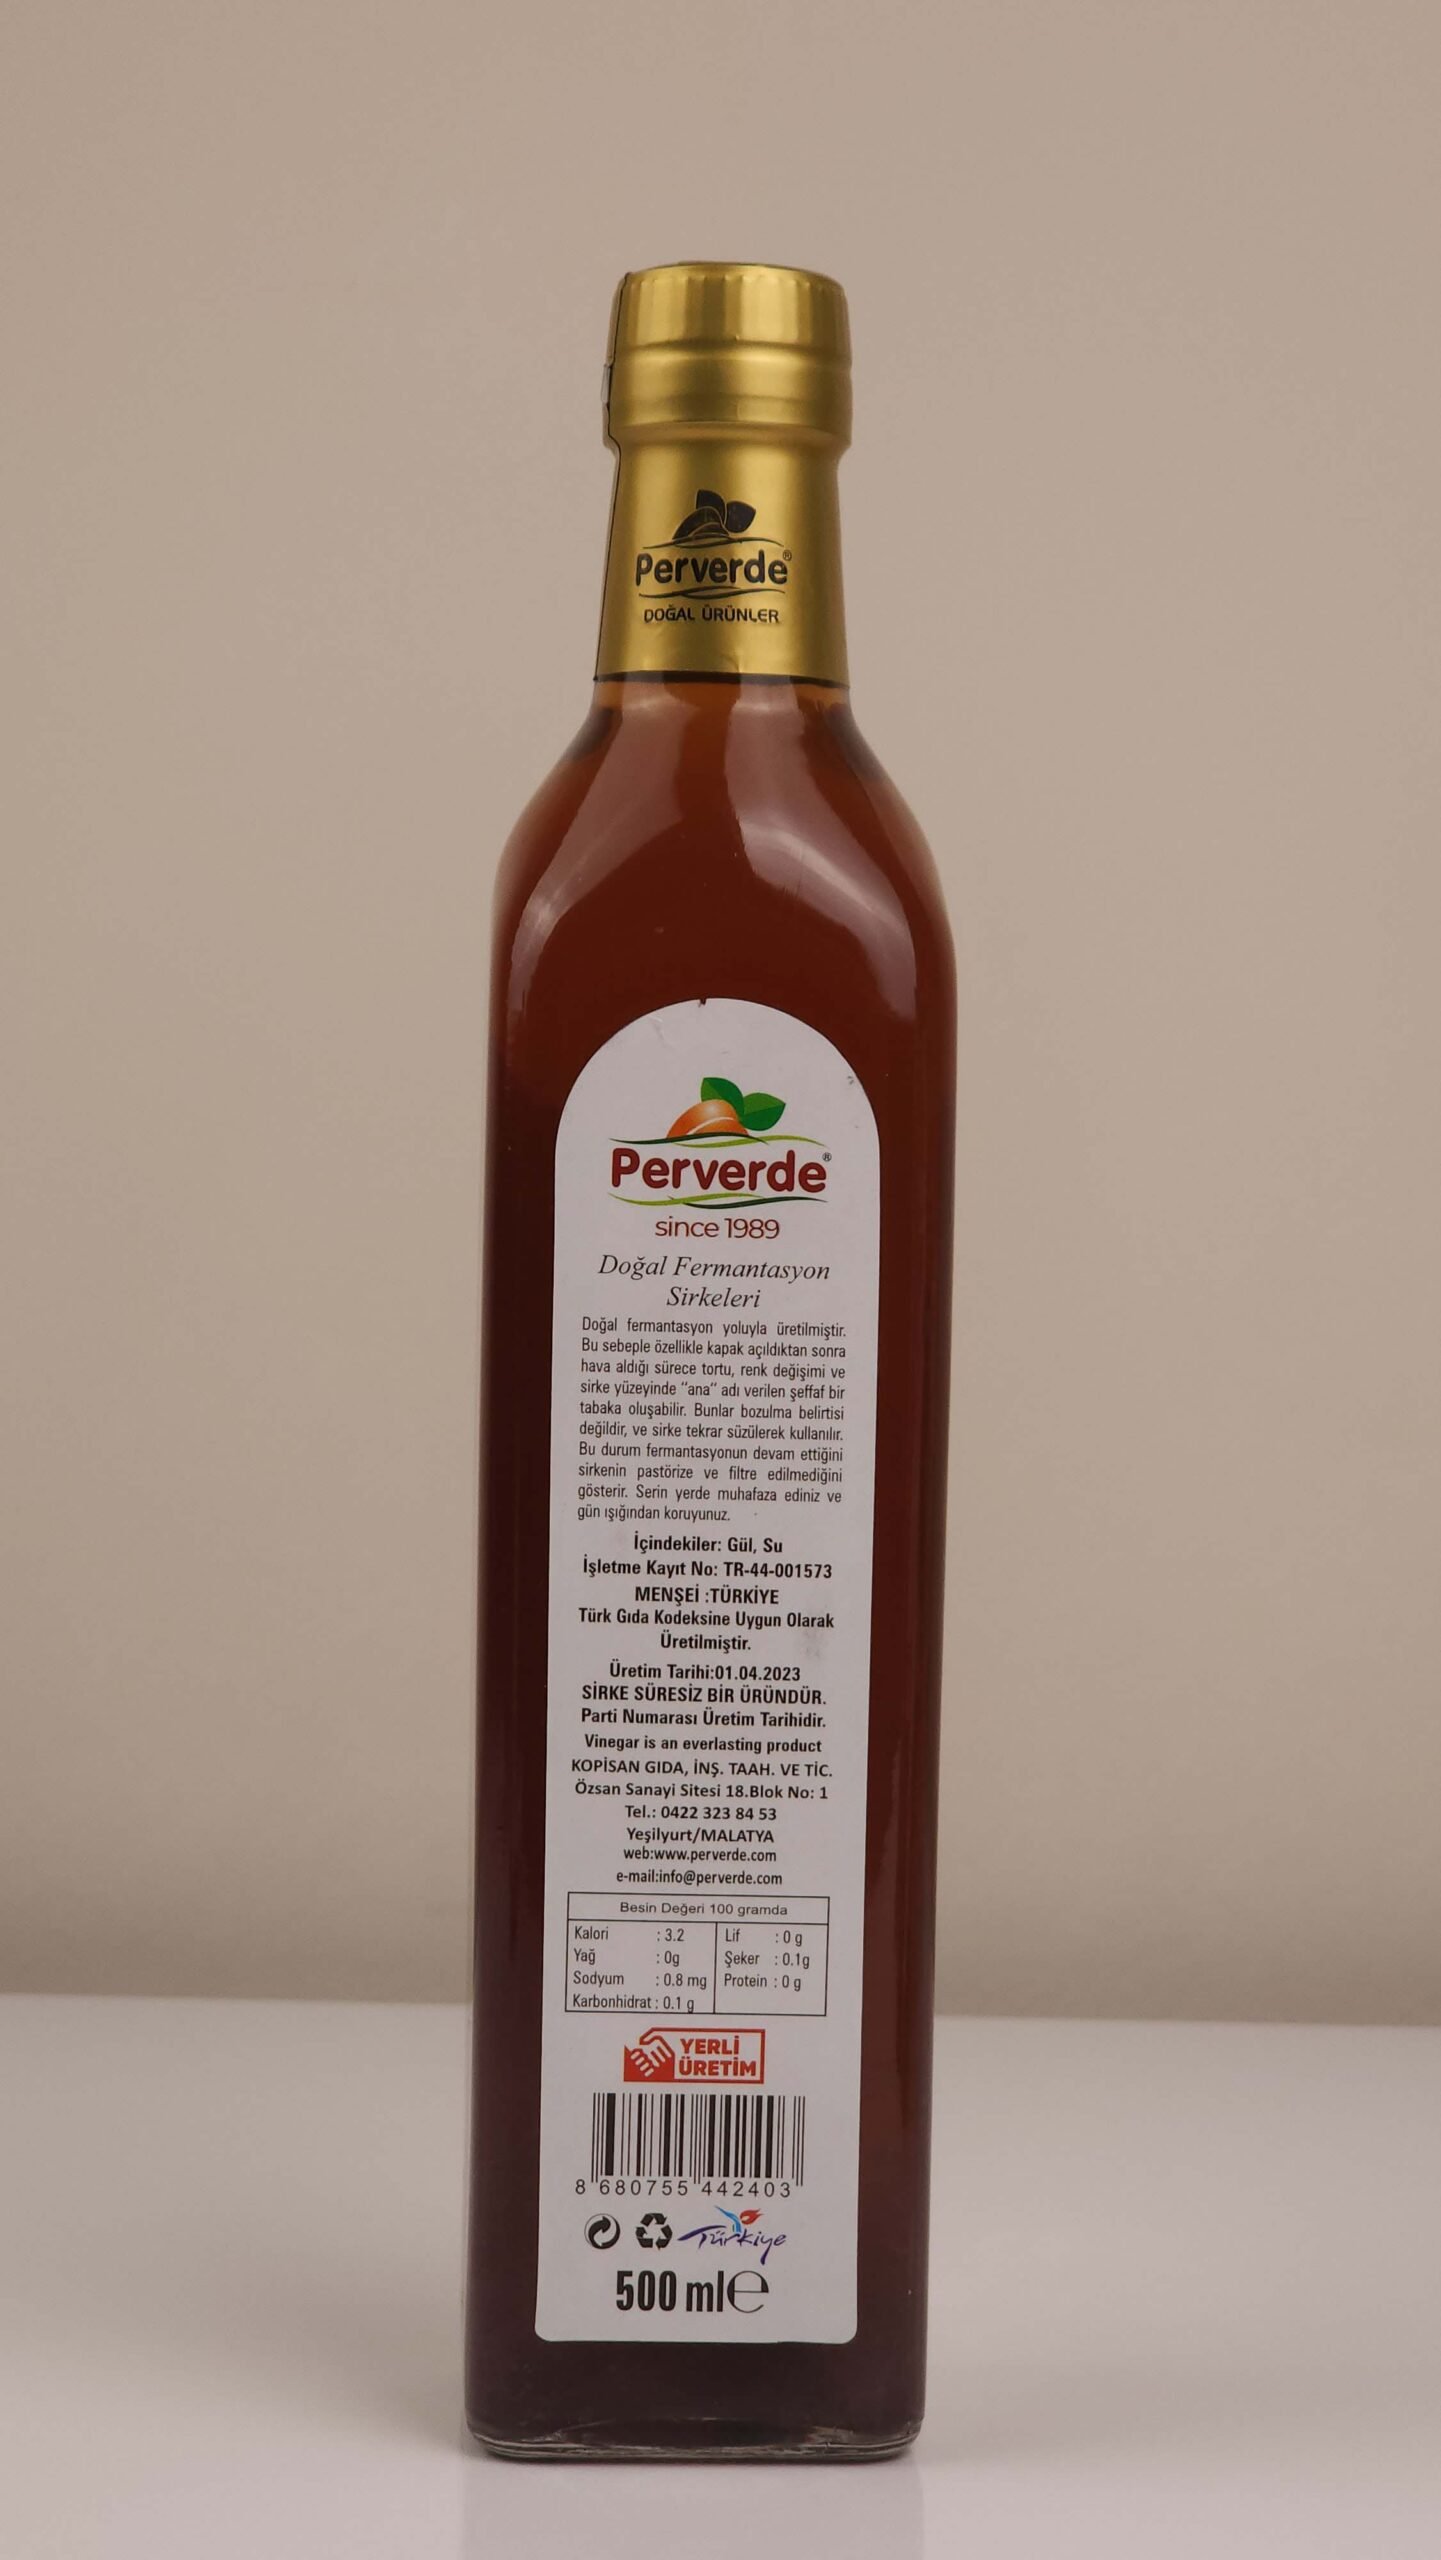 Perverde®
DOĞAL ÜRÜNLER
Perverde®
since 1989
Doğal Fermantasyon
Sirkeleri
Doğal fermantasyon yoluyla üretilmiştir.
Bu sebeple özellikle kapak açıldıktan sonra
hava aldığı sürece tortu, renk değişimi ve
sirke yüzeyinde "ana" adı verilen şeffaf bir
tabaka oluşabilir. Bunlar bozulma belirtisi
değildir, ve sirke tekrar süzülerek kullanılır.
Bu durum fermantasyonun devam ettiğini
sirkenin pastörize ve filtre edilmediğini
gösterir. Serin yerde muhafaza ediniz ve
gün ışığından koruyunuz.
İçindekiler: Gül, Su
İşletme Kayıt No: TR-44-001573
MENŞEİ :TÜRKİYE
Türk Gıda Kodeksine Uygun Olarak
Üretilmiştir.
Üretim Tarihi:01.04.2023
SİRKE SÜRESİZ BİR ÜRÜNDÜR.
Parti Numarası Üretim Tarihidir.
Vinegar is an everlasting product
KOPİSAN GIDA, İNŞ. TAAH. VE TİC.
Özsan Sanayi Sitesi 18.Blok No: 1
Tel.: 0422 323 84 53
Yeşilyurt/MALATYA
web:www.perverde.com
e-mail:info@perverde.com
Besin Değeri 100 gramda
Kalori : 3.2 Lif : 0 g
Yağ : 0g Şeker : 0.1g
Sodyum : 0.8 mg Protein : 0 g
Karbonhidrat : 0.1 g
YERLİ
ÜRETİM
8 680755 442403
Türkiye
500 ml e